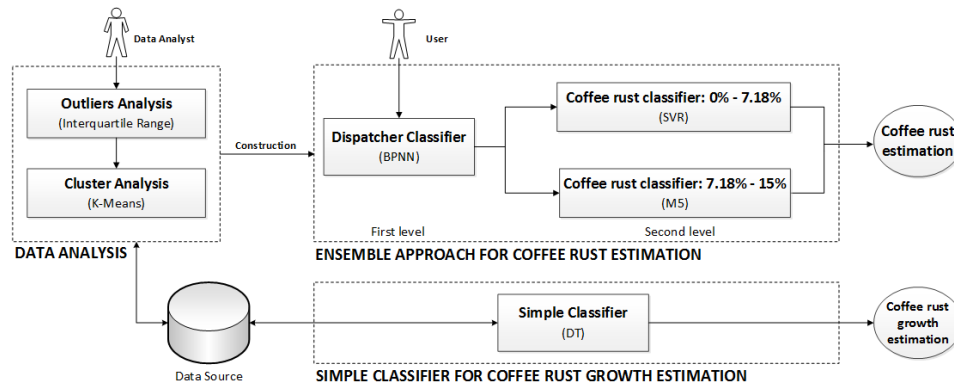 Data Analyst
User
Outliers Analysis
(Interquartile Range)
Cluster Analysis
(K-Means)
DATA ANALYSIS
Construction
Dispatcher Classifier
(BPNN)
First level
Coffee rust classifier: 0% - 7.18%
(SVR)
Coffee rust classifier: 7.18% - 15%
(M5)
Second level
ENSEMBLE APPROACH FOR COFFEE RUST ESTIMATION
Coffee rust
estimation
Data Source
Simple Classifier
(DT)
SIMPLE CLASSIFIER FOR COFFEE RUST GROWTH ESTIMATION
Coffee rust
growth
estimation